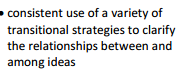 • consistent use of a variety of
transitional strategies to clarify
the relationships between and
among ideas